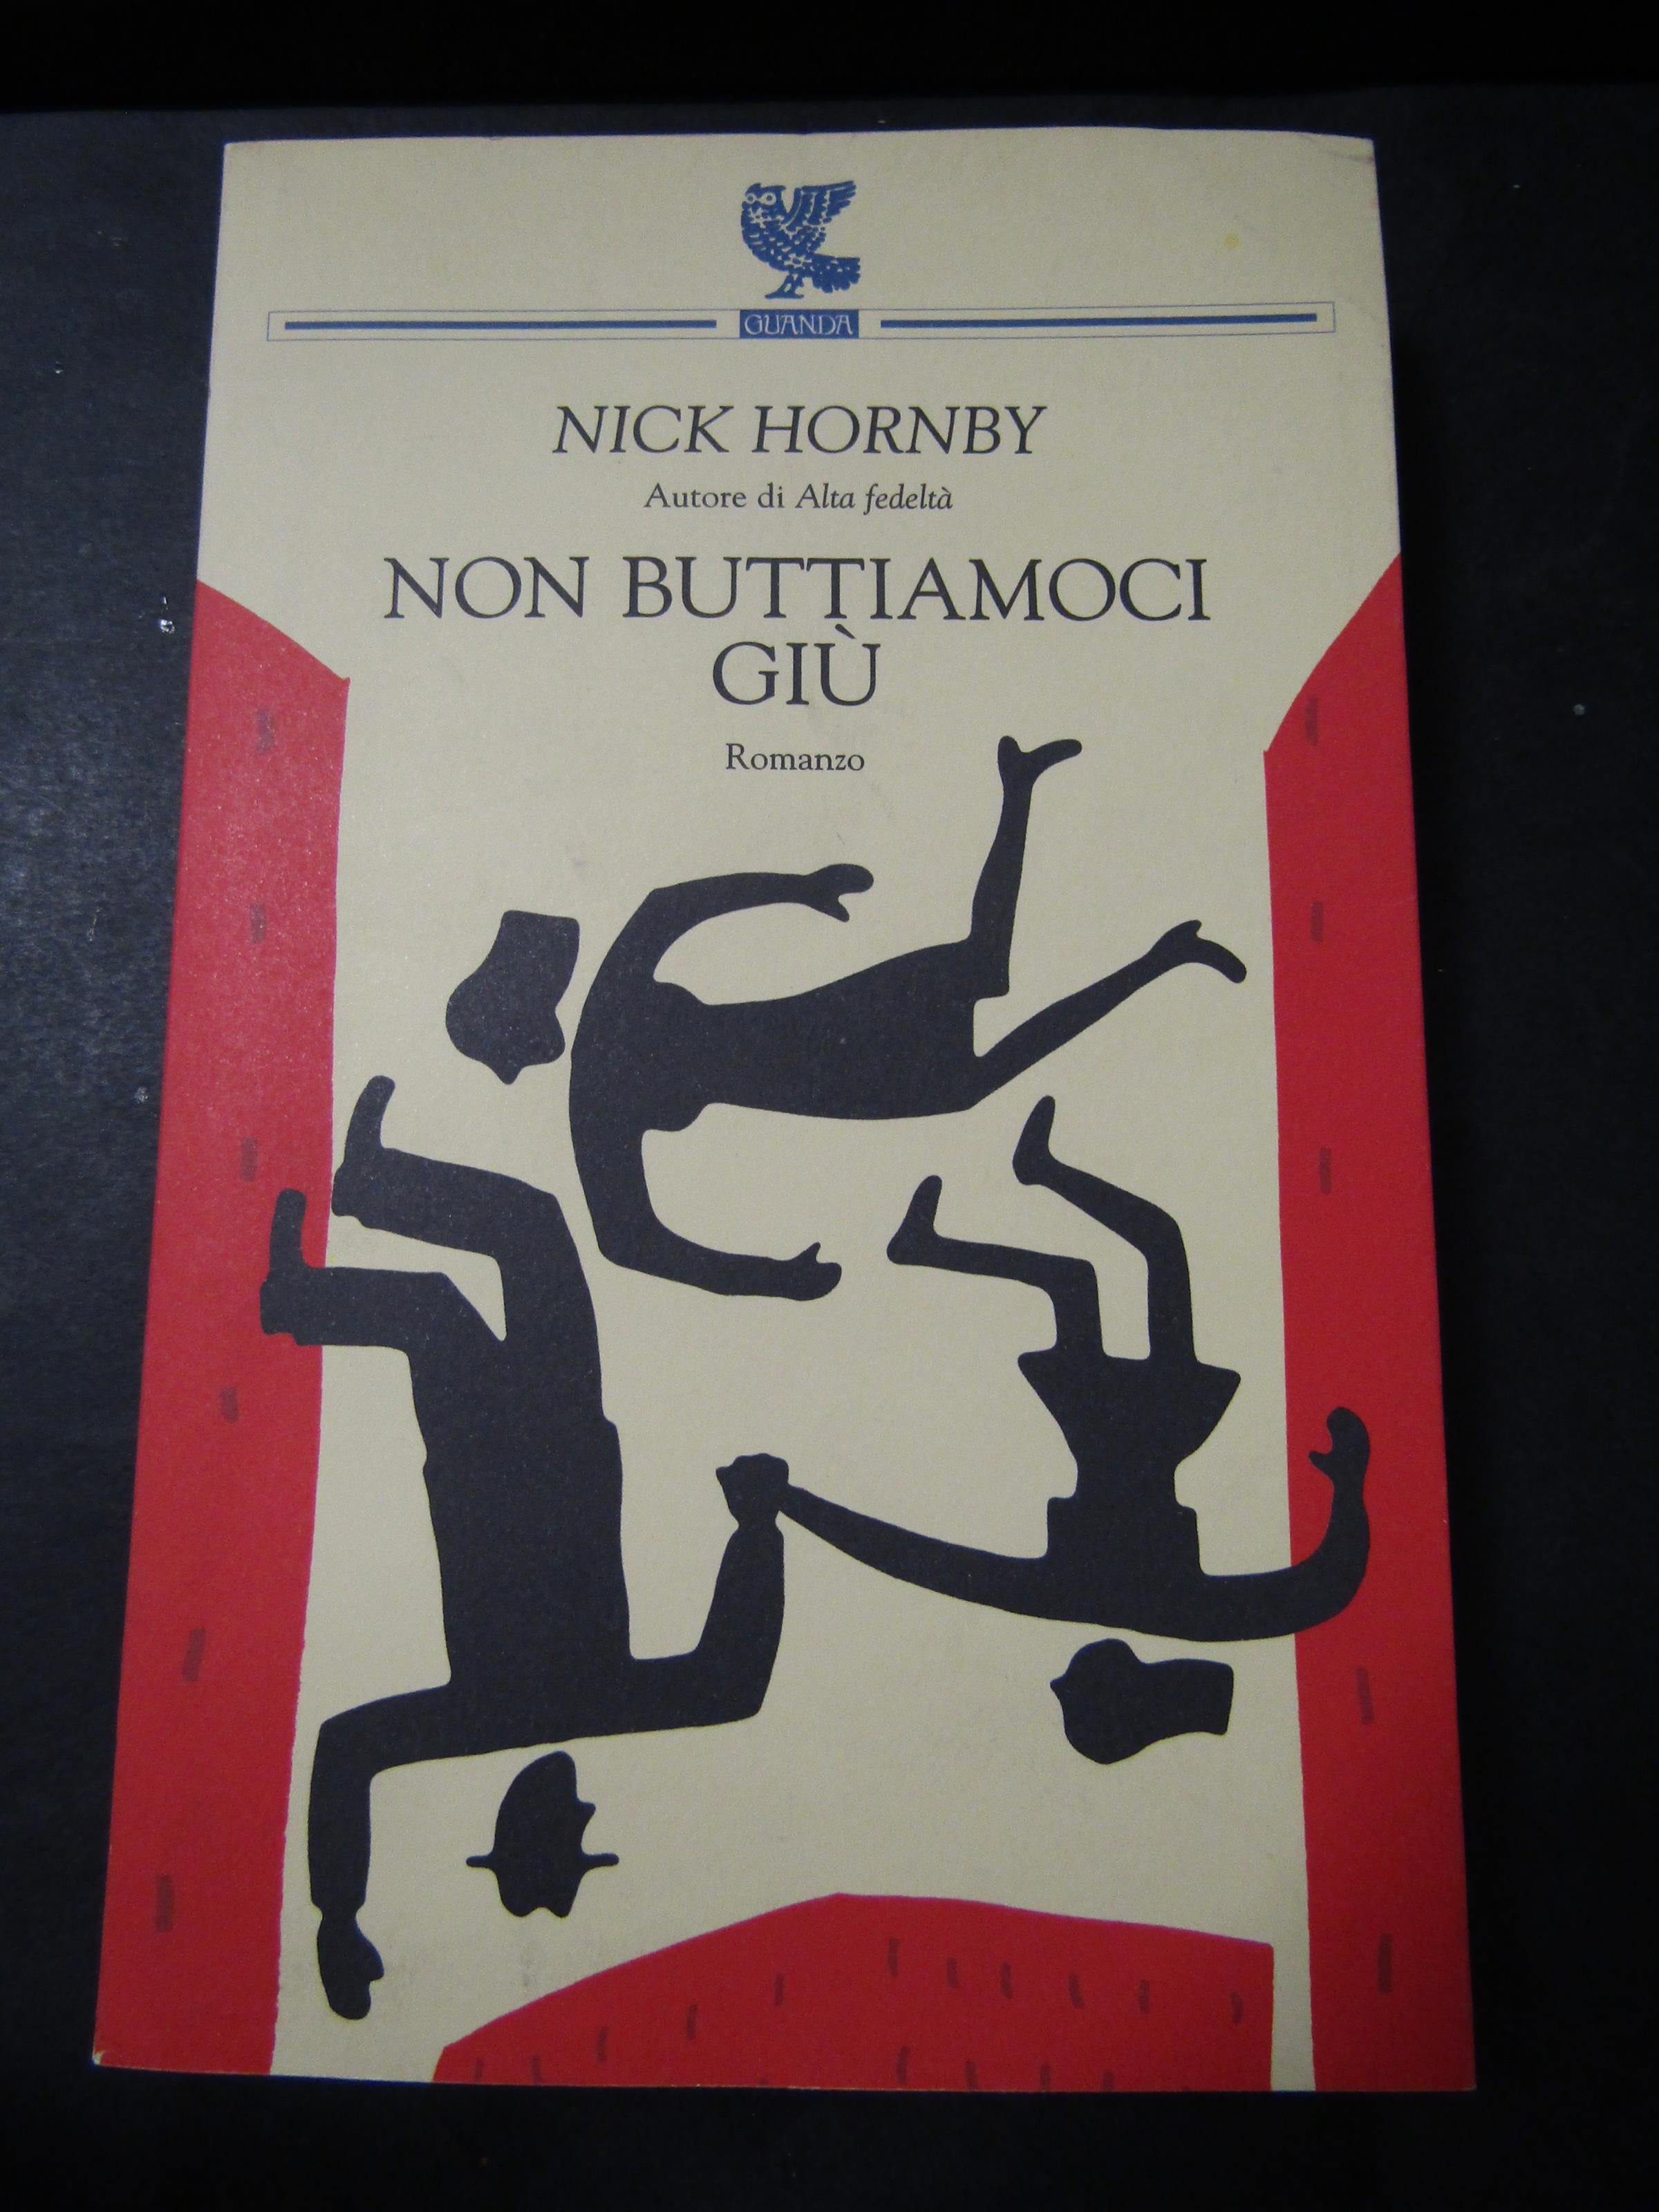 GUANDA
NICK HORNBY
Autore di Alta fedeltà
NON BUTTIAMOCI
GIÙ
Romanzo